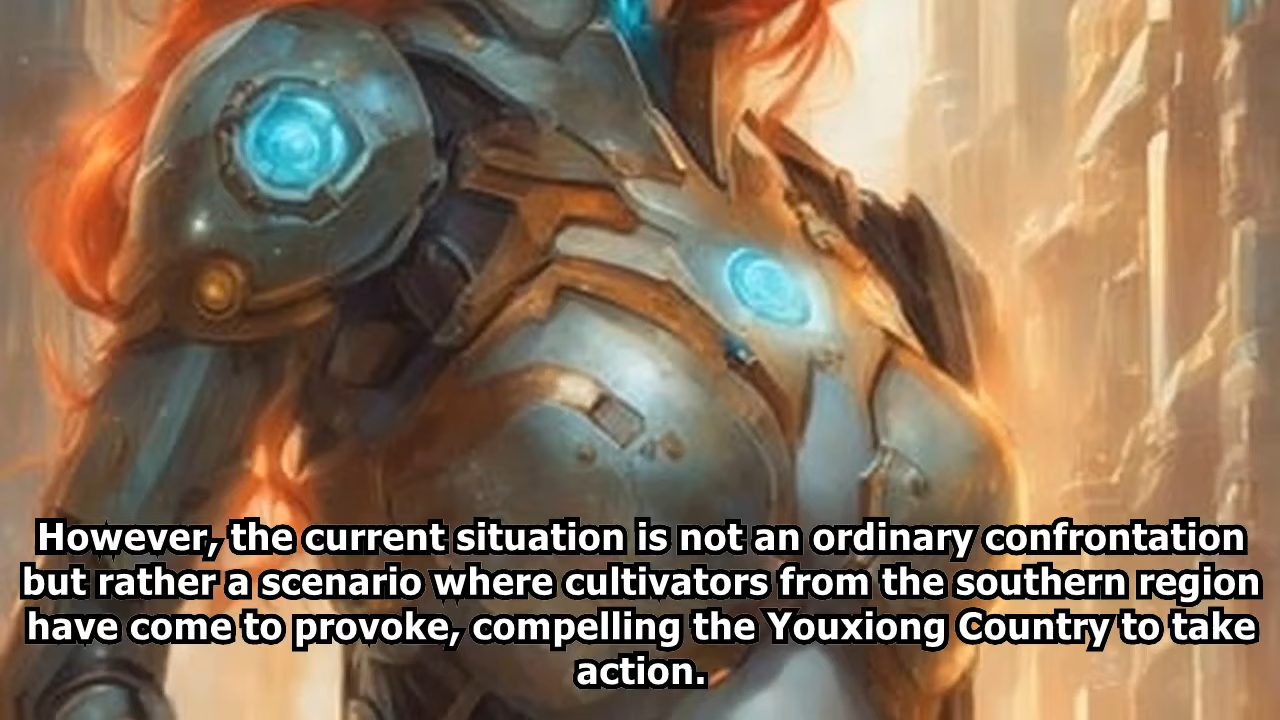 However, the current situation is not an ordinary confrontation
but rather a scenario where cultivators from the southern region
have come to provoke, compelling the Youxiong Country to take
action.